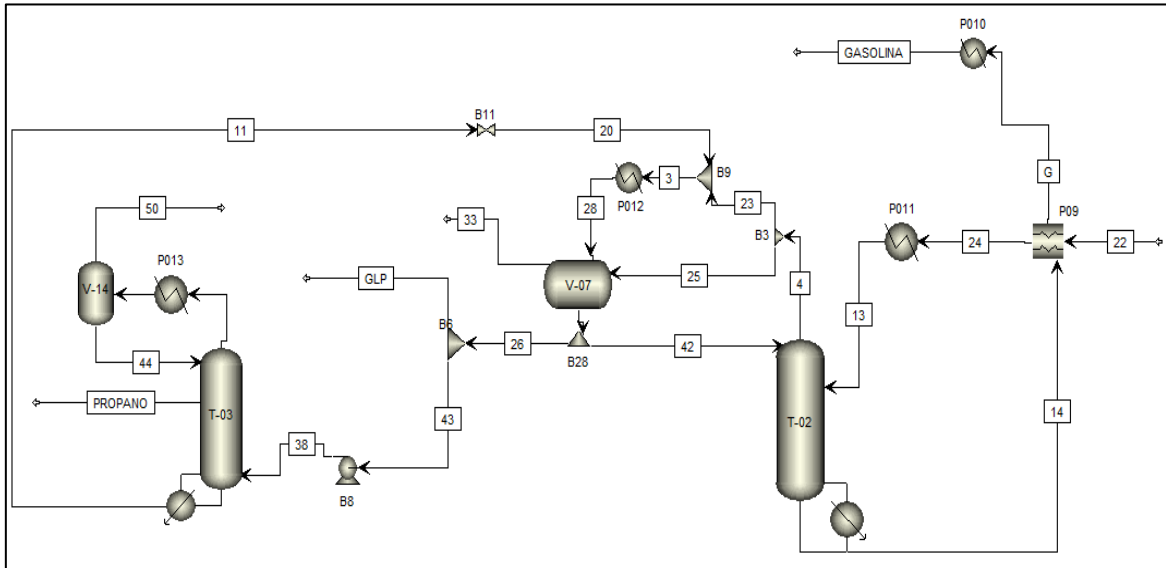 P010
GASOLINA
B11
11
20
B9
3
P012
23
G
50
28
P011
P09
33
B3
24
22
P013
V-14
GLP
25
4
V-07
13
B6
26
42
44
B28
PROPANO
T-03
43
T-02
14
38
B8